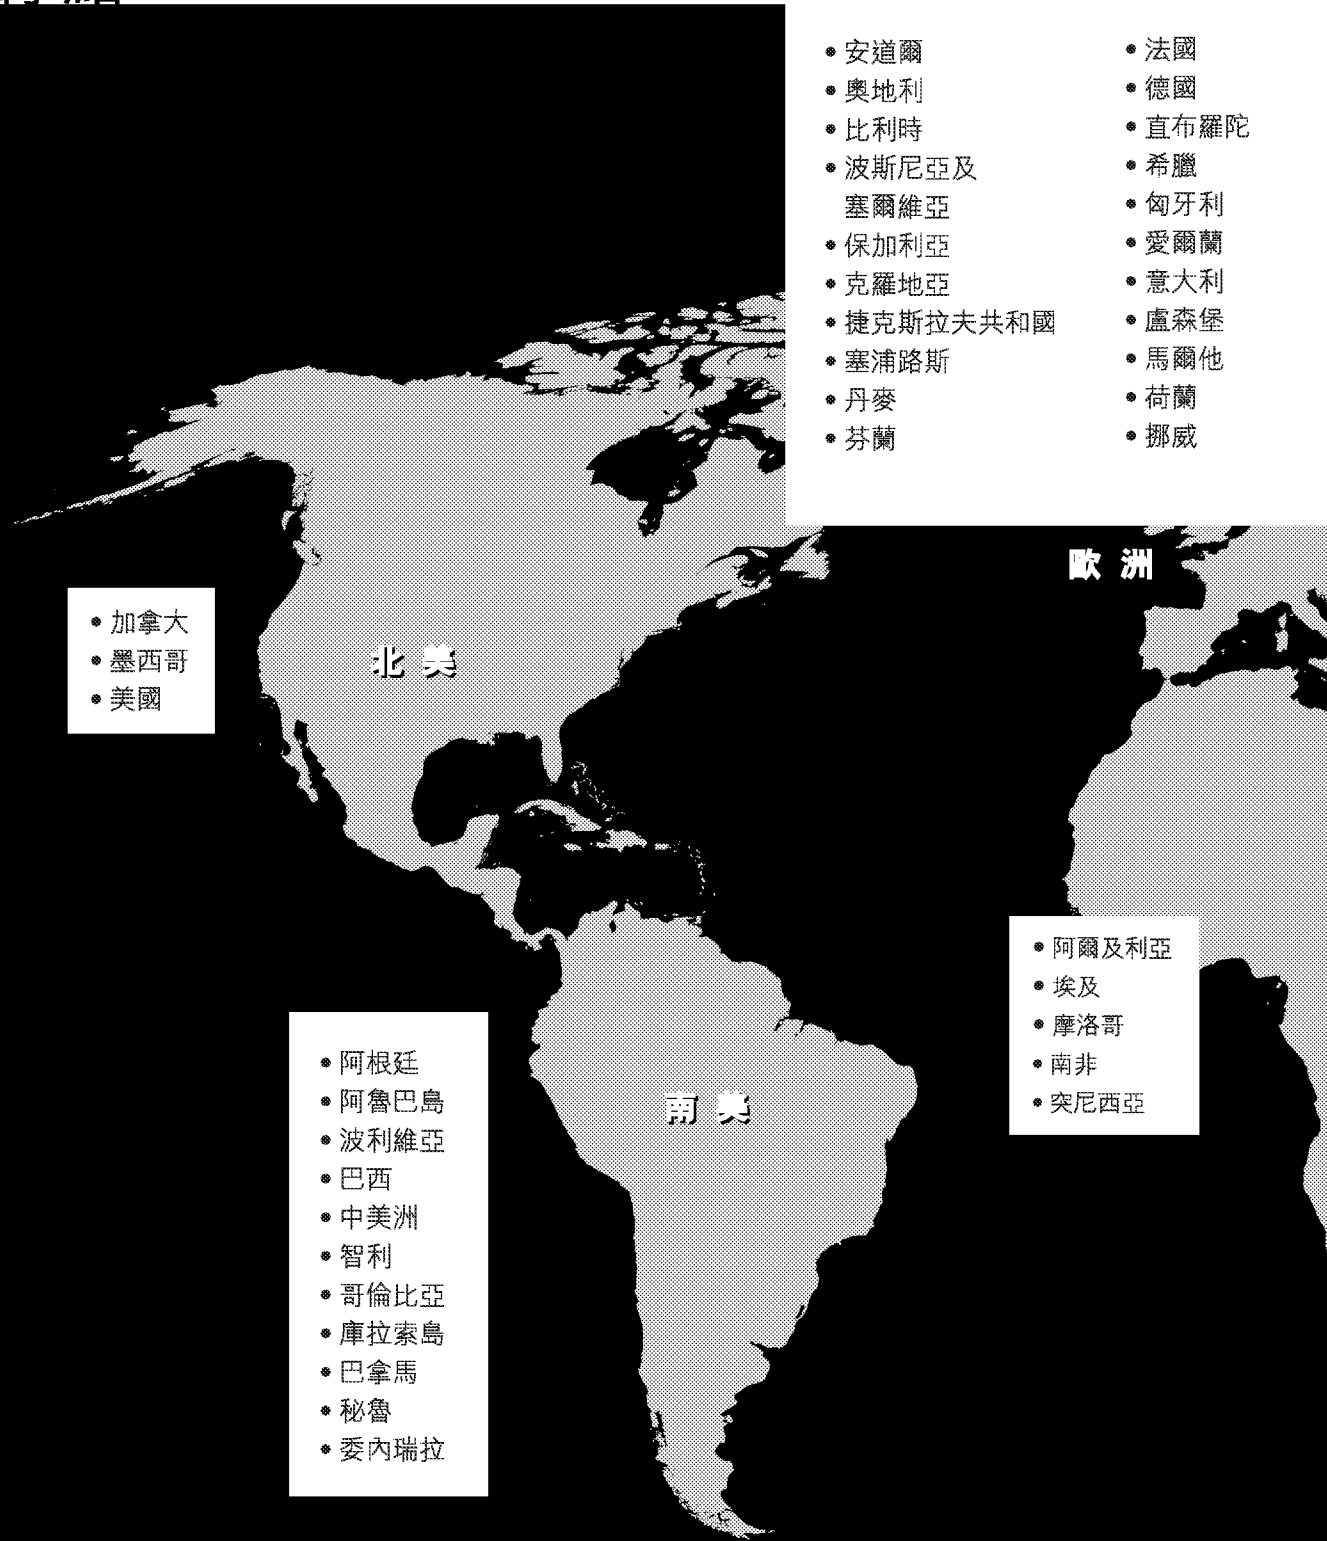 • 安道爾
• 奧地利
• 比利時
• 波斯尼亞及
塞爾維亞
• 保加利亞
• 克羅地亞
• 捷克斯拉夫共和國
• 塞浦路斯
• 丹麥
• 芬蘭
• 法國
• 德國
• 直布羅陀
• 希臘
• 匈牙利
• 愛爾蘭
• 意大利
• 盧森堡
• 馬爾他
• 荷蘭
• 挪威
歐洲
• 加拿大
• 墨西哥
• 美國
北美
• 阿爾及利亞
• 埃及
• 摩洛哥
• 南非
• 突尼西亞
• 阿根廷
• 阿魯巴島
• 波利維亞
• 巴西
• 中美洲
• 智利
• 哥倫比亞
• 庫拉索島
• 巴拿馬
• 秘魯
• 委內瑞拉
南美